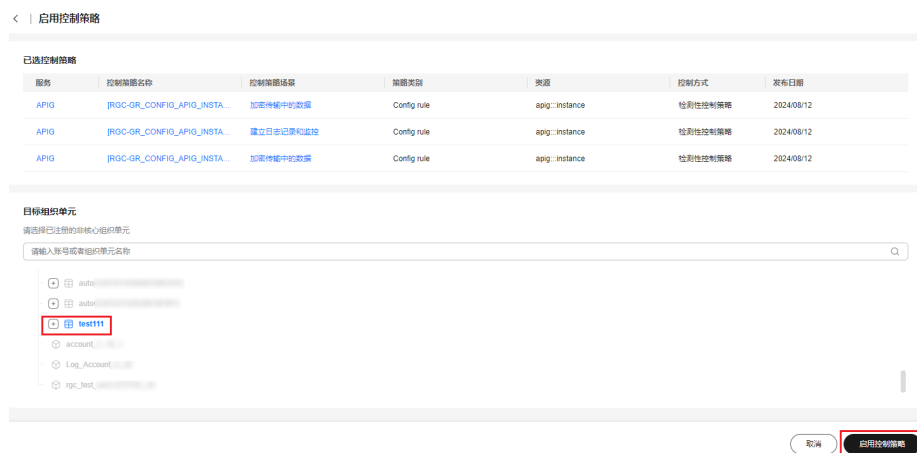 启用控制策略
已选控制策略
服务 控制策略名称 控制策略场景 策略类别 资源 控制方式 发布日期
APIG [RGC-GR_CONFIG_APIG_INSTA... 加密传输中的数据 Config rule apig:::instance 检测性控制策略 2024/08/12
APIG [RGC-GR_CONFIG_APIG_INSTA... 建立日志记录和监控 Config rule apig:::instance 检测性控制策略 2024/08/12
APIG [RGC-GR_CONFIG_APIG_INSTA... 加密传输中的数据 Config rule apig:::instance 检测性控制策略 2024/08/12
目标组织单元
请选择已注册的非核心组织单元
请输入账号或者组织单元名称
auto
auto
test111
account_
Log_Account
rgc_test_
取消 启用控制策略